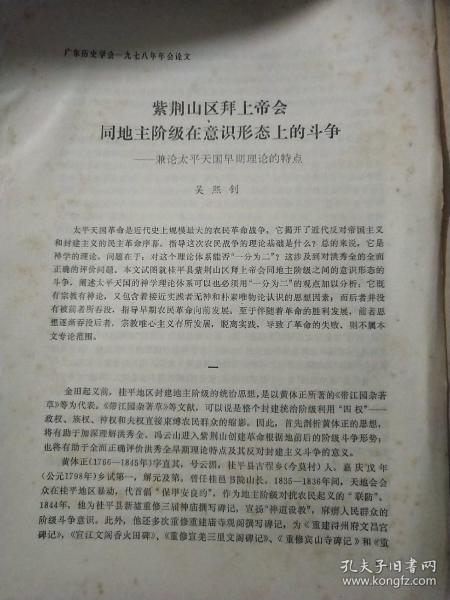 广东历史学会一九七八年年会论文
紫荆山区拜上帝会
同地主阶级在意识形态上的斗争
——兼论太平天国早期理论的特点
吴熙钊
太平天国革命是近代史上规模最大的农民革命战争，它揭开了近代反对帝国主义
和封建主义的民主革命序幕。指导这次农民战争的理论基础是什么？总的来说，它是
神学的理论。问题在于：对这个理论体系能否“一分为二”？这涉及到对洪秀全的全面
正确的评价问题。本文试图就桂平县紫荆山区拜上帝会同地主阶级之间的意识形态的
斗争，阐述太平天国的神学理论体系可以也必须用“一分为二”的观点加以分析；它既
有宗教有神论，又包含着接近实践者无神和朴素唯物论认识的思想因素；而后者并没
有被前者所吞没，指导早期农民革命向前发展。至于伴随着革命的胜利发展，前者思
想逐渐吞没后者，宗教唯心主义有所发展，脱离实践，导致了革命的失败、则不属本
文专论范围。
一
金田起义前，桂平地区封建地主阶级的统治思想，是以黄体正所著的《带江园杂著
草》等为代表。《带江园杂著草》等文献，可以说是整个封建统治阶级利用“四权”——
政权、族权、神权和夫权直接束缚农民群众的缩影。因此，首先剖析黄体正的思想，
将有助于加深理解洪秀全、冯云山进入紫荆山创建革命根据地前后的阶级斗争形势；
也将有助于全面正确评价洪秀全早期理论特点及其反对封建主义的斗争意义。
黄体正(1766—1845年)字直其，号云湄，桂平县古程乡(今莫村)人。嘉庆戊年
(公元1798年)乡试第一，解元及第。曾任桂邑书院山长。1835—1836年间，天地会会
众在桂平地区暴动，代首倡“保甲安良约”，作为地主阶级对抗农民起义的“联防”。
1844年，他为桂平县新墟重修三届神庙撰写碑记，宣扬“神道设教”，麻痹人民群众的
阶级斗争意识。此外，他还多次重修重建庙寺观阁撰写碑记，为《重建浔州府文昌宫
碑记》，《宣江文阁香火田碑》、《重修宣羌三里文阁碑记》、《重修宾山寺碑记》和《重
孔夫子旧书网